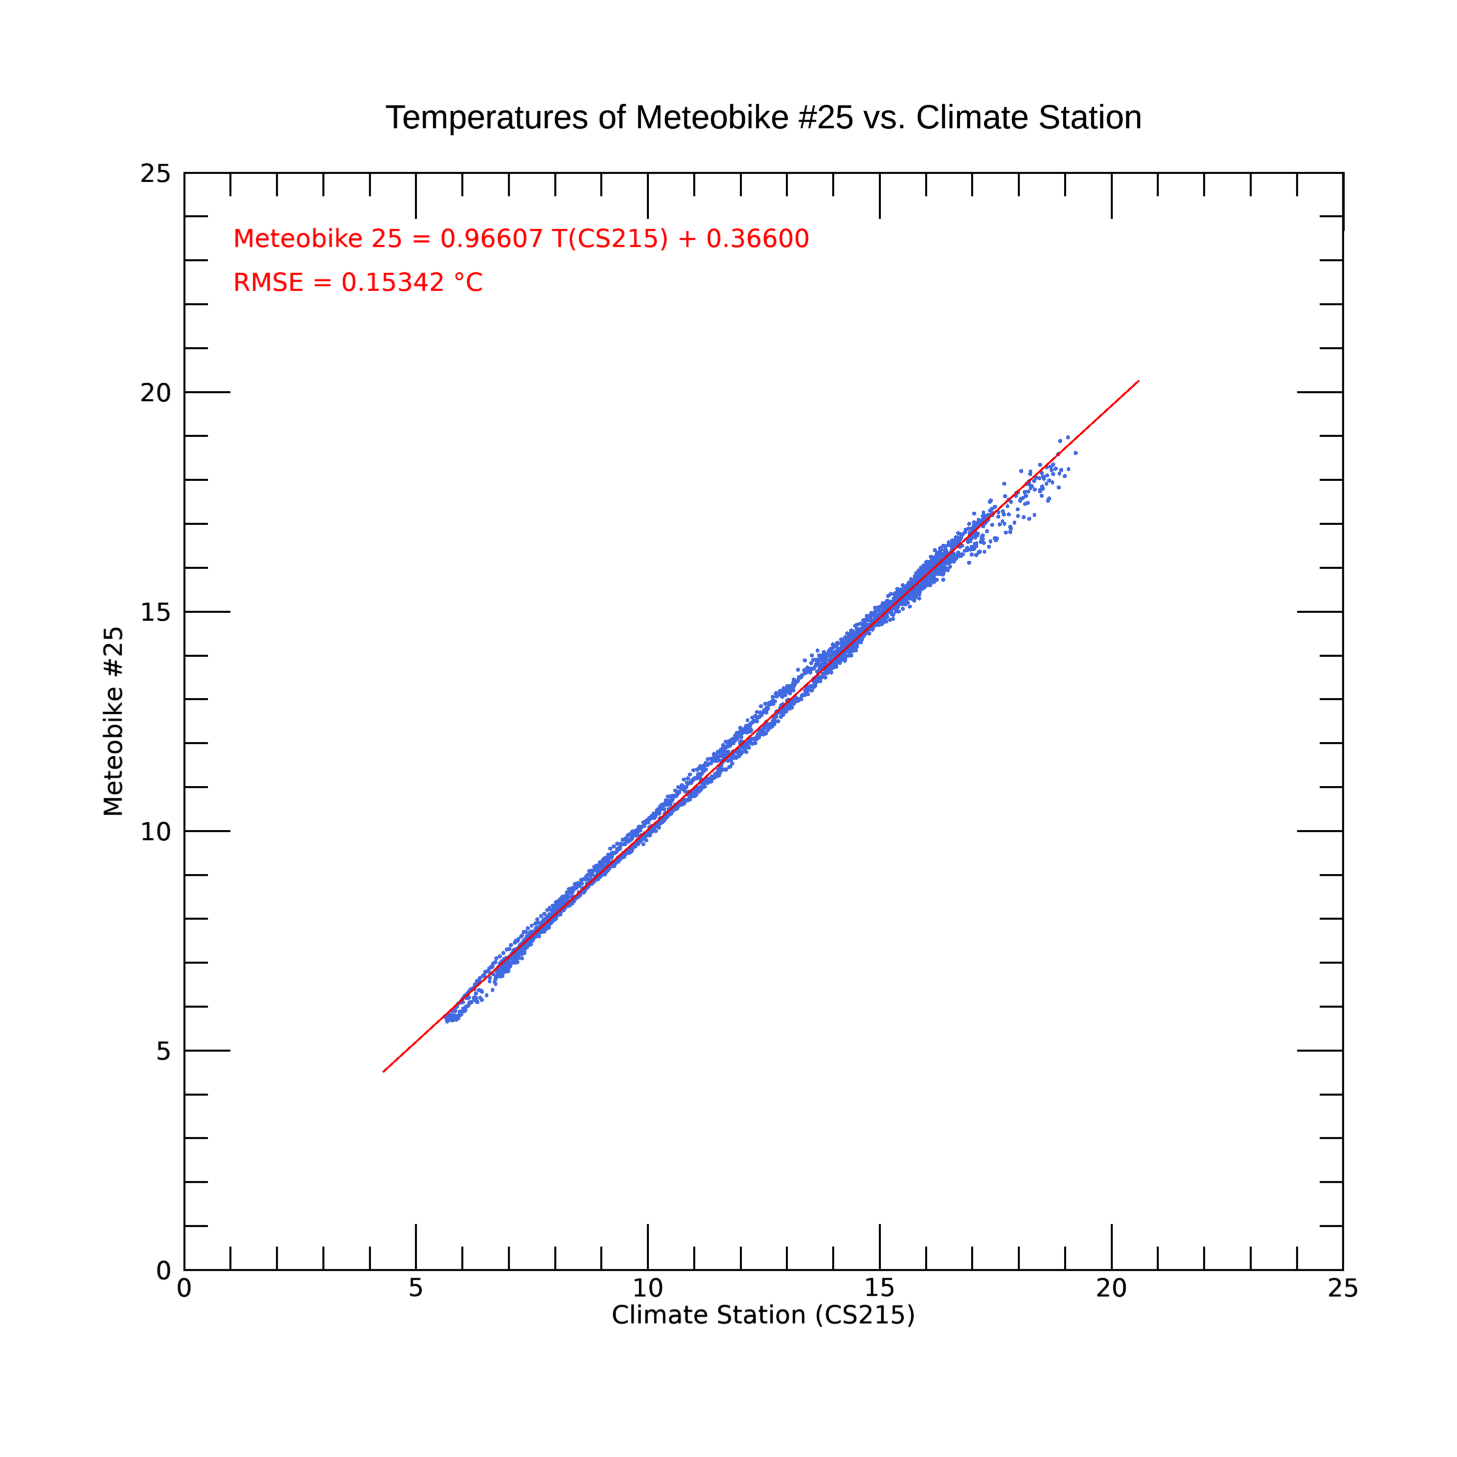 Temperatures of Meteobike #25 vs. Climate Station
Meteobike 25 = 0.96607 T(CS215) + 0.36600
RMSE = 0.15342 °C
25
20
15
10
5
0
Meteobike #25
0 5 10 15 20 25
Climate Station (CS215)